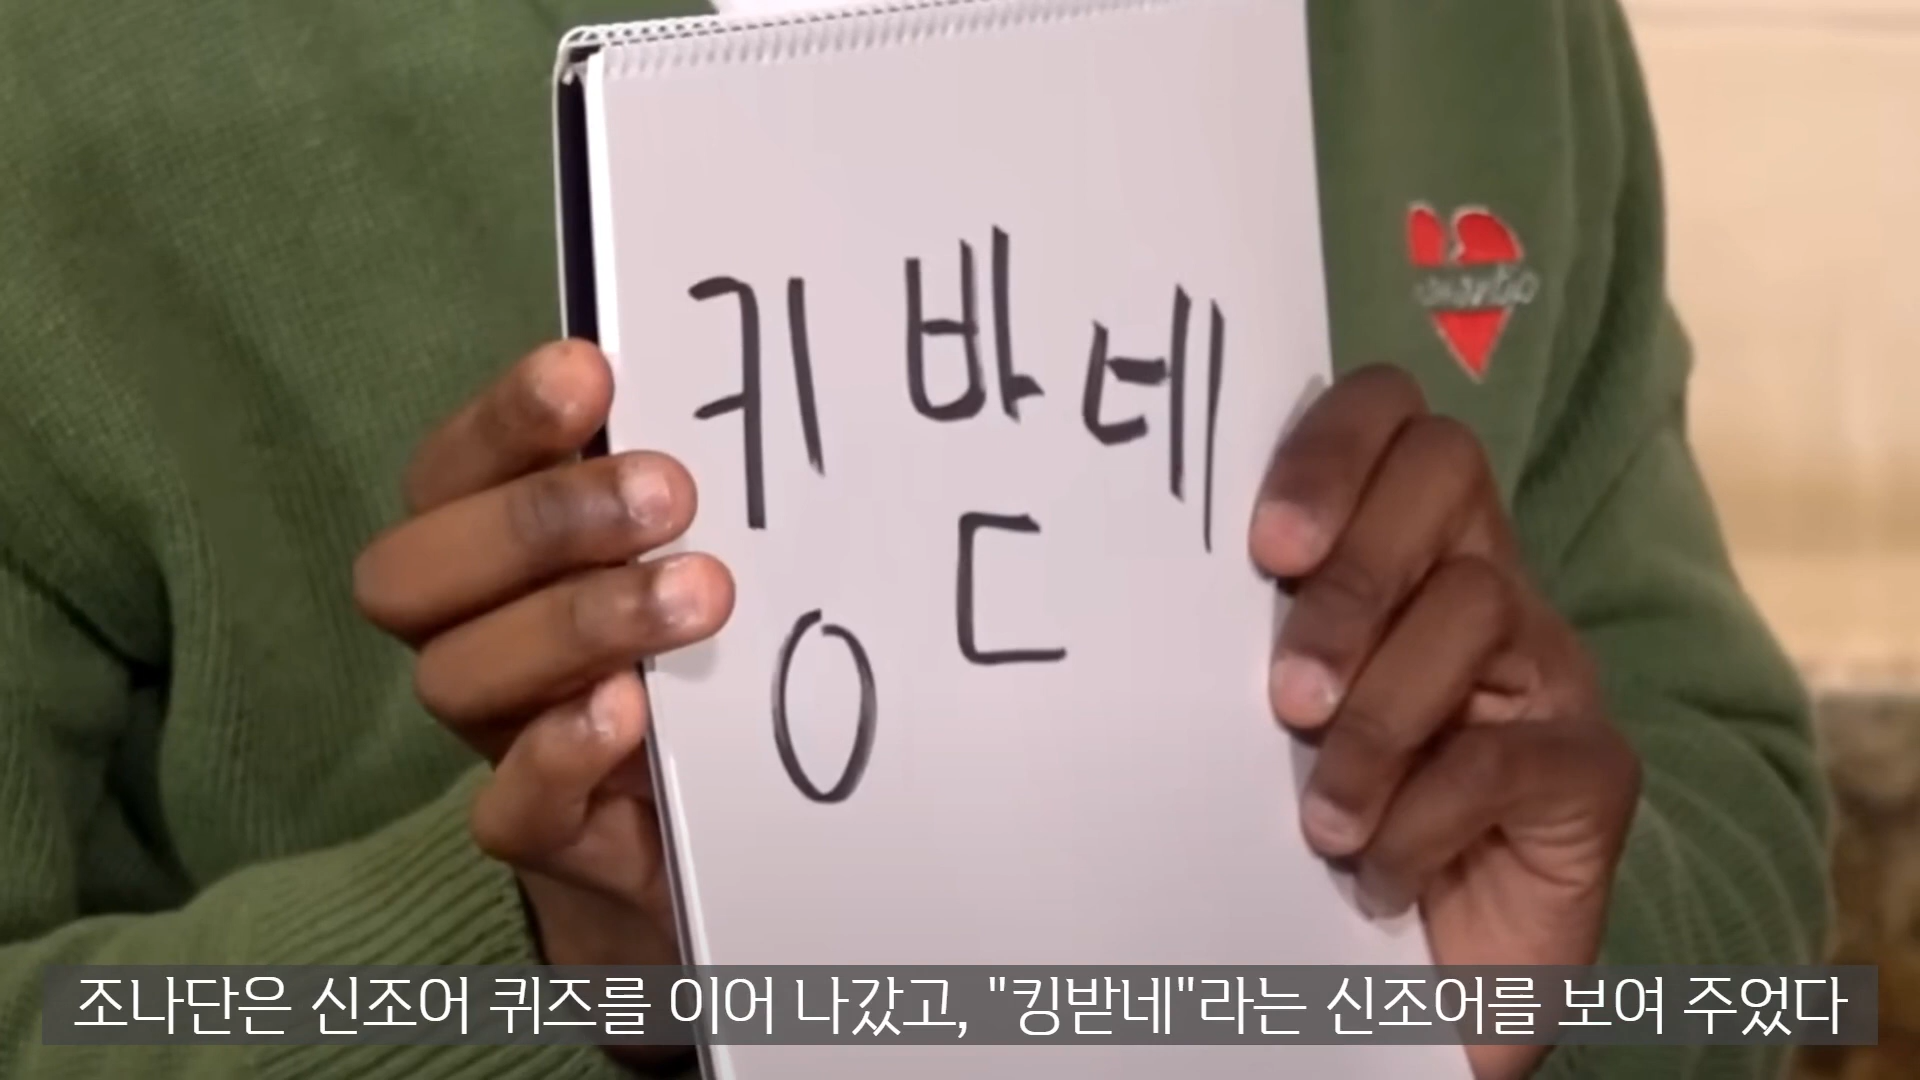 킹받네
조나단은 신조어 퀴즈를 이어 나갔고, "킹받네"라는 신조어를 보여 주었다